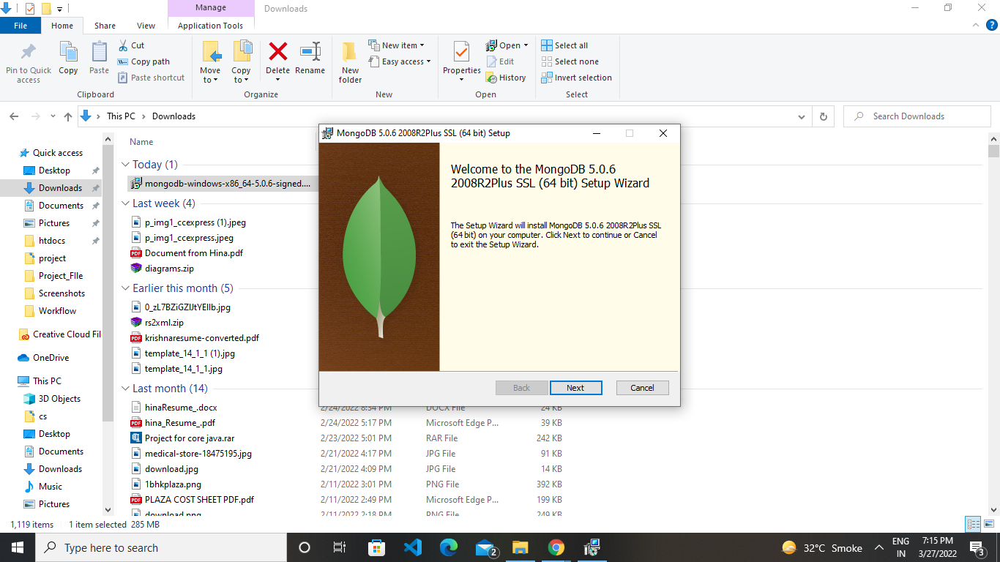 Manage
Downloads
File
Home
Share
View
Application Tools
Pin to Quick access
Copy
Paste
Cut
Copy path
Paste shortcut
Clipboard
Move to
Copy to
Delete
Rename
Organize
New folder
New item
Easy access
New
Properties
Open
Edit
History
Open
Select all
Select none
Invert selection
Select
This PC
Downloads
Search Downloads
Quick access
Desktop
Downloads
Documents
Pictures
htdocs
project
Project_FIle
Screenshots
Workflow
Creative Cloud Fil
OneDrive
This PC
3D Objects
cs
Desktop
Documents
Downloads
Music
Pictures
Name
Today (1)
mongodb-windows-x86_64-5.0.6-signed....
Last week (4)
p_img1_ccexpress (1).jpeg
p_img1_ccexpress.jpeg
Document from Hina.pdf
diagrams.zip
Earlier this month (5)
rs2xml.zip
krishnaresume-converted.pdf
template_14_1_1 (1).jpg
template_14_1_1.jpg
Last month (14)
hinaResume_.docx 2/24/2022 8:54 PM DOCX File 24 KB
hina_Resume_.pdf 2/24/2022 5:17 PM Microsoft Edge P... 39 KB
Project for core java.rar 2/23/2022 5:01 PM RAR File 242 KB
medical-store-18475195.jpg 2/21/2022 4:17 PM JPG File 91 KB
download.jpg 2/21/2022 4:09 PM JPG File 14 KB
1bhkplaza.png 2/11/2022 3:01 PM PNG File 392 KB
PLAZA COST SHEET PDF.pdf 2/11/2022 2:49 PM Microsoft Edge P... 199 KB
download.png 2/11/2022 2:18 PM PNG File 249 KB
MongoDB 5.0.6 2008R2Plus SSL (64 bit) Setup
Welcome to the MongoDB 5.0.6
2008R2Plus SSL (64 bit) Setup Wizard
The Setup Wizard will install MongoDB 5.0.6 2008R2Plus SSL
(64 bit) on your computer. Click Next to continue or Cancel
to exit the Setup Wizard.
Back
Next
Cancel
1,119 items 1 item selected 285 MB
Type here to search
2
32°C Smoke
ENG
IN
7:15 PM
3/27/2022
3